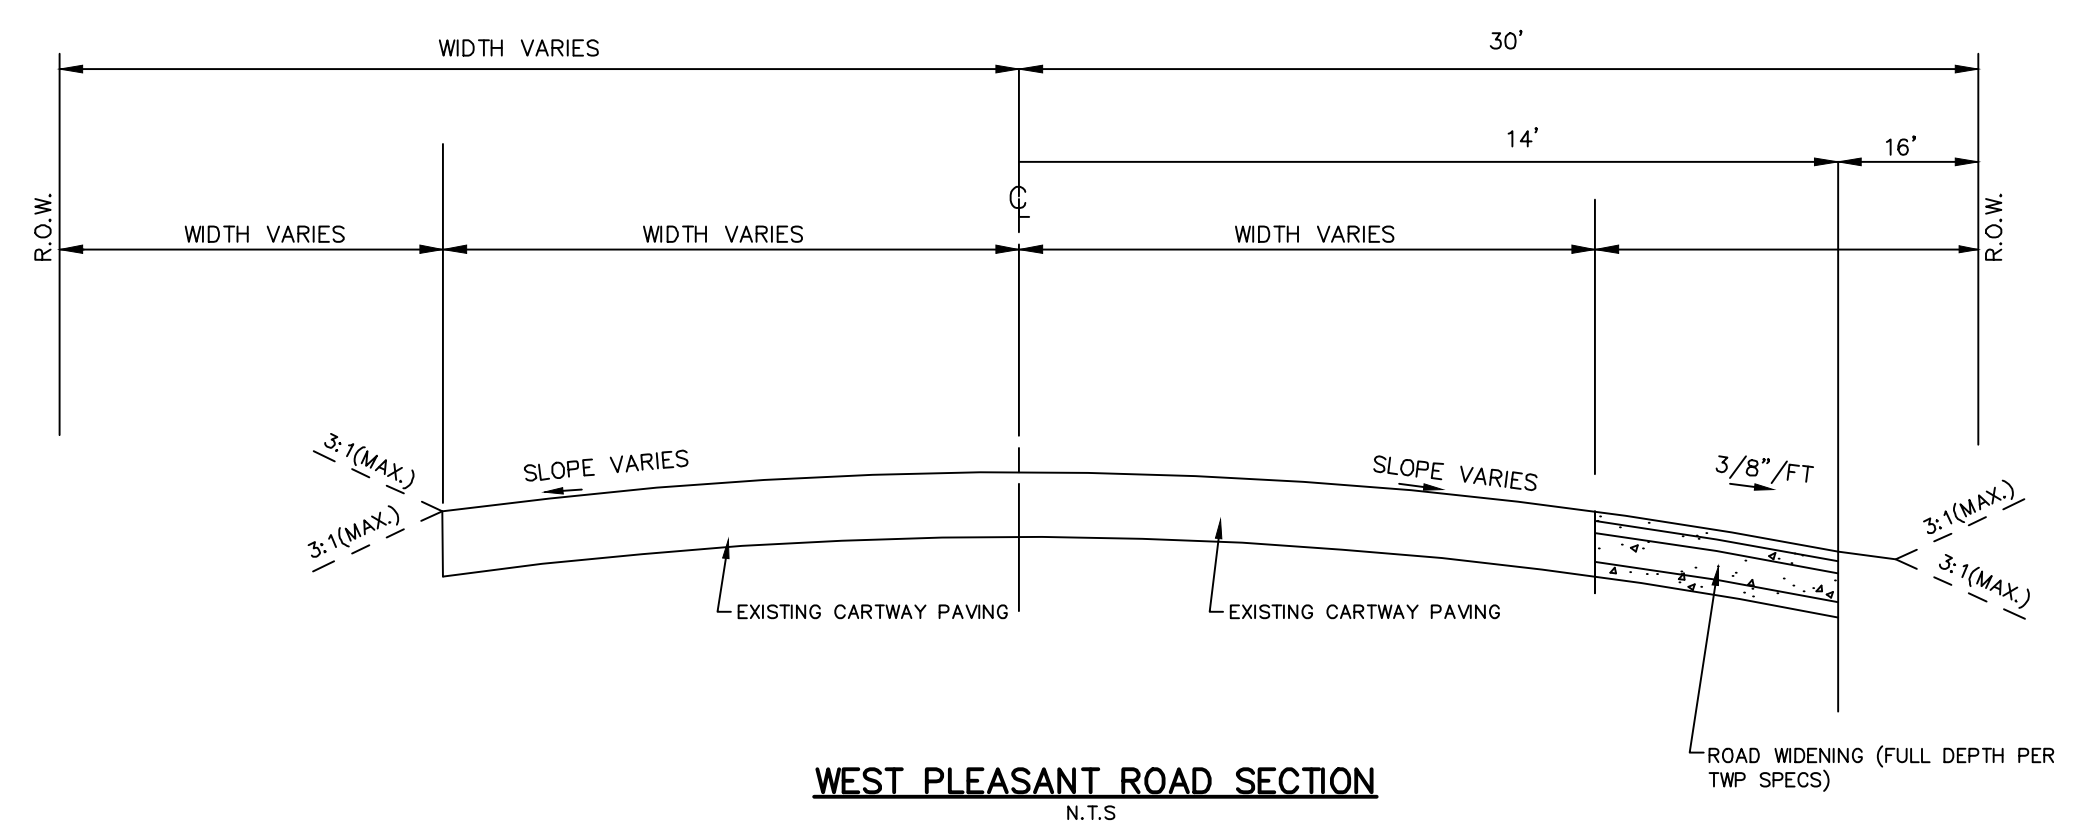 WIDTH VARIES
30'
14'
16'
R.O.W.
CL
R.O.W.
WIDTH VARIES
WIDTH VARIES
WIDTH VARIES
3:1(MAX.)
3:1(MAX.)
SLOPE VARIES
SLOPE VARIES
3/8"/FT
3:1(MAX.)
3:1(MAX.)
EXISTING CARTWAY PAVING
EXISTING CARTWAY PAVING
ROAD WIDENING (FULL DEPTH PER
TWP SPECS)
WEST PLEASANT ROAD SECTION
N.T.S